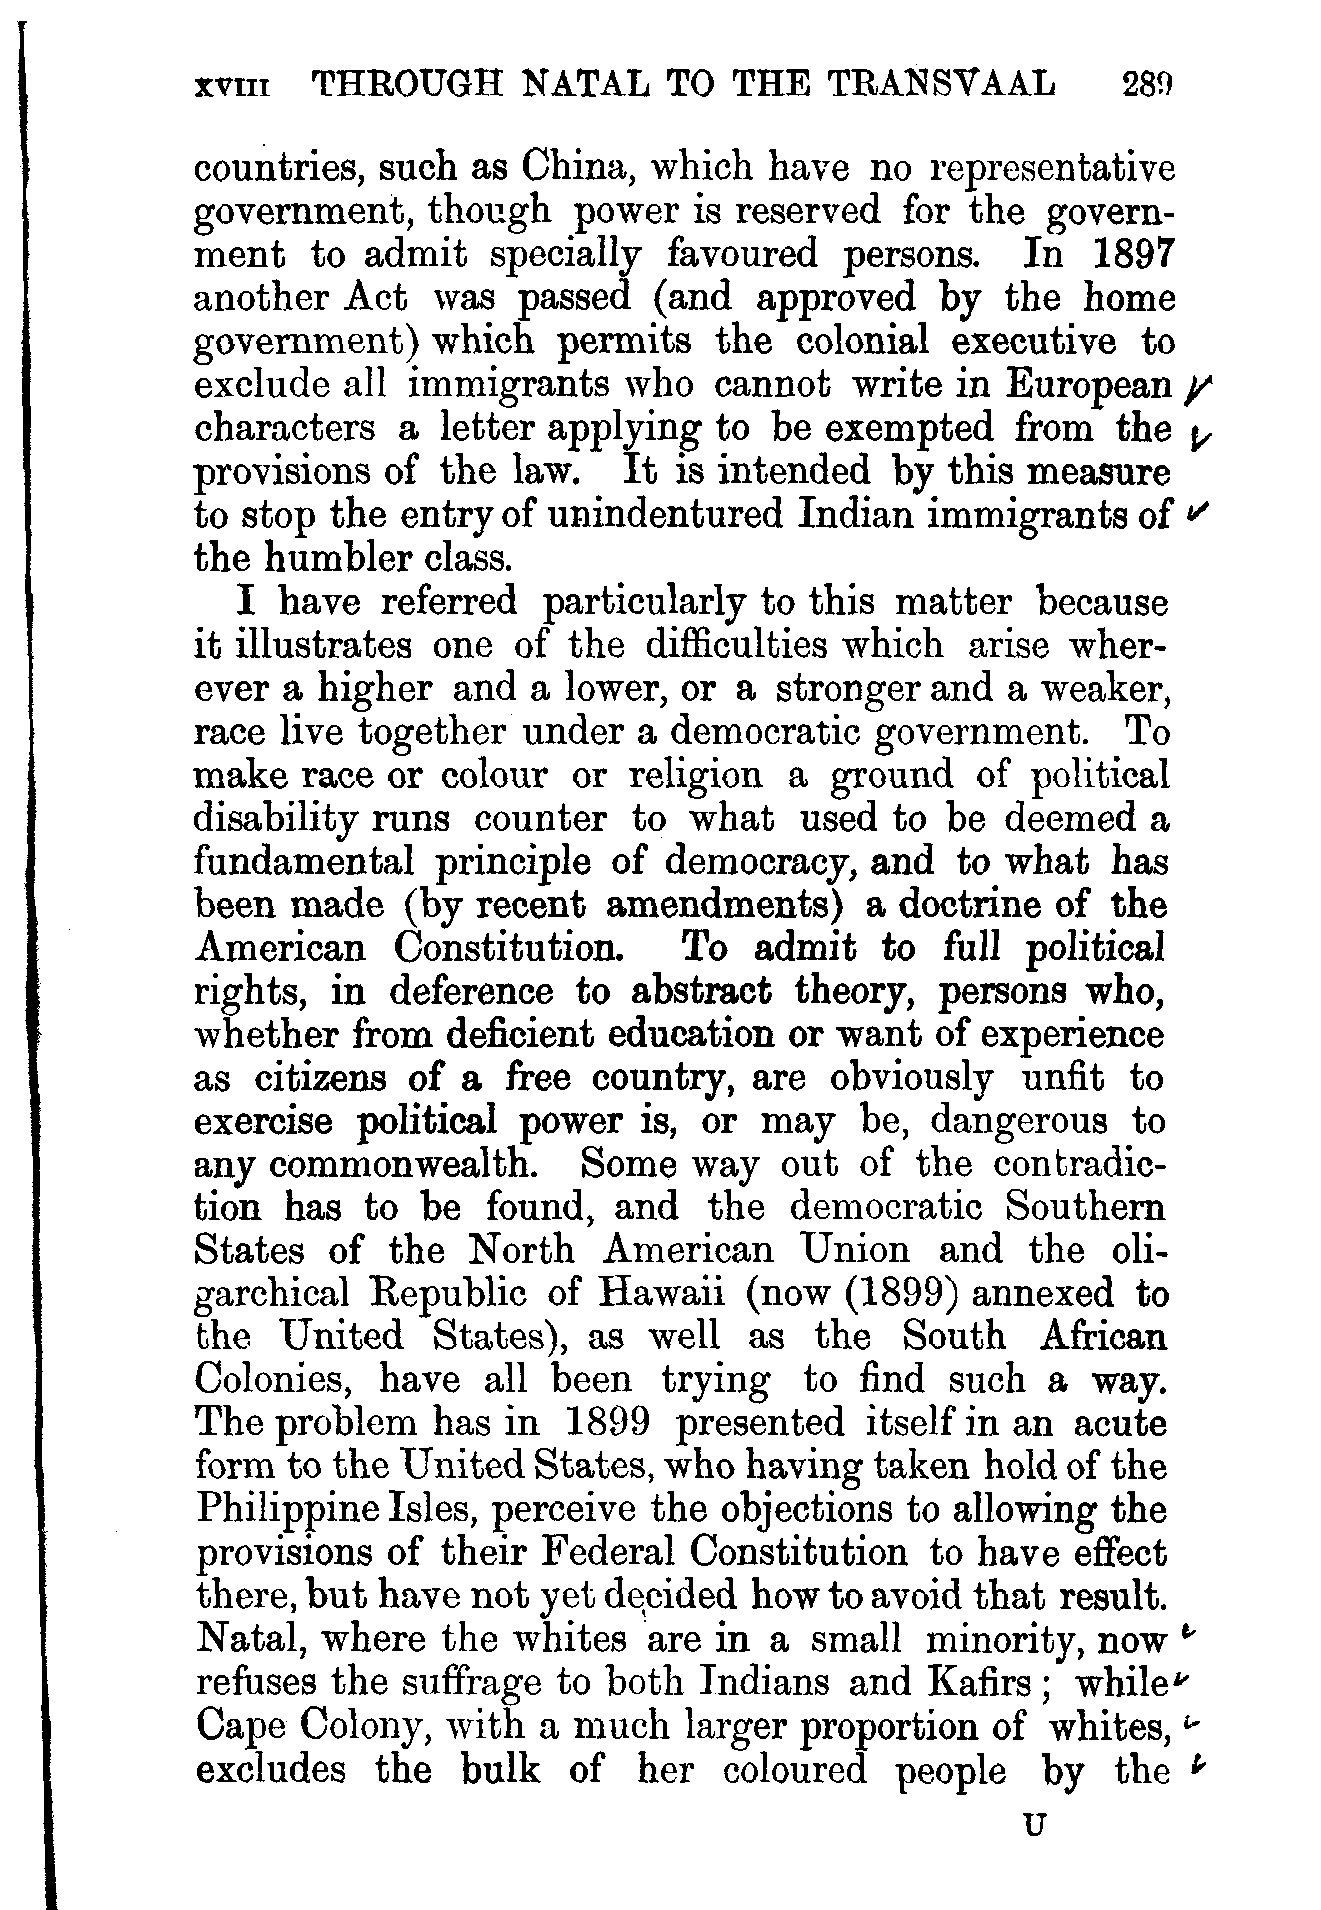 XVIII THROUGH NATAL TO THE TRANSVAAL 289
countries, such as China, which have no representative
government, though power is reserved for the govern-
ment to admit specially favoured persons. In 1897
another Act was passed (and approved by the home
government) which permits the colonial executive to
exclude all immigrants who cannot write in European
characters a letter applying to be exempted from the
provisions of the law. It is intended by this measure
to stop the entry of unindentured Indian immigrants of
the humbler class.
I have referred particularly to this matter because
it illustrates one of the difficulties which arise wher-
ever a higher and a lower, or a stronger and a weaker,
race live together under a democratic government. To
make race or colour or religion a ground of political
disability runs counter to what used to be deemed a
fundamental principle of democracy, and to what has
been made (by recent amendments) a doctrine of the
American Constitution. To admit to full political
rights, in deference to abstract theory, persons who,
whether from deficient education or want of experience
as citizens of a free country, are obviously unfit to
exercise political power is, or may be, dangerous to
any commonwealth. Some way out of the contradic-
tion has to be found, and the democratic Southern
States of the North American Union and the oli-
garchical Republic of Hawaii (now (1899) annexed to
the United States), as well as the South African
Colonies, have all been trying to find such a way.
The problem has in 1899 presented itself in an acute
form to the United States, who having taken hold of the
Philippine Isles, perceive the objections to allowing the
provisions of their Federal Constitution to have effect
there, but have not yet decided how to avoid that result.
Natal, where the whites are in a small minority, now
refuses the suffrage to both Indians and Kafirs; while
Cape Colony, with a much larger proportion of whites,
excludes the bulk of her coloured people by the
U